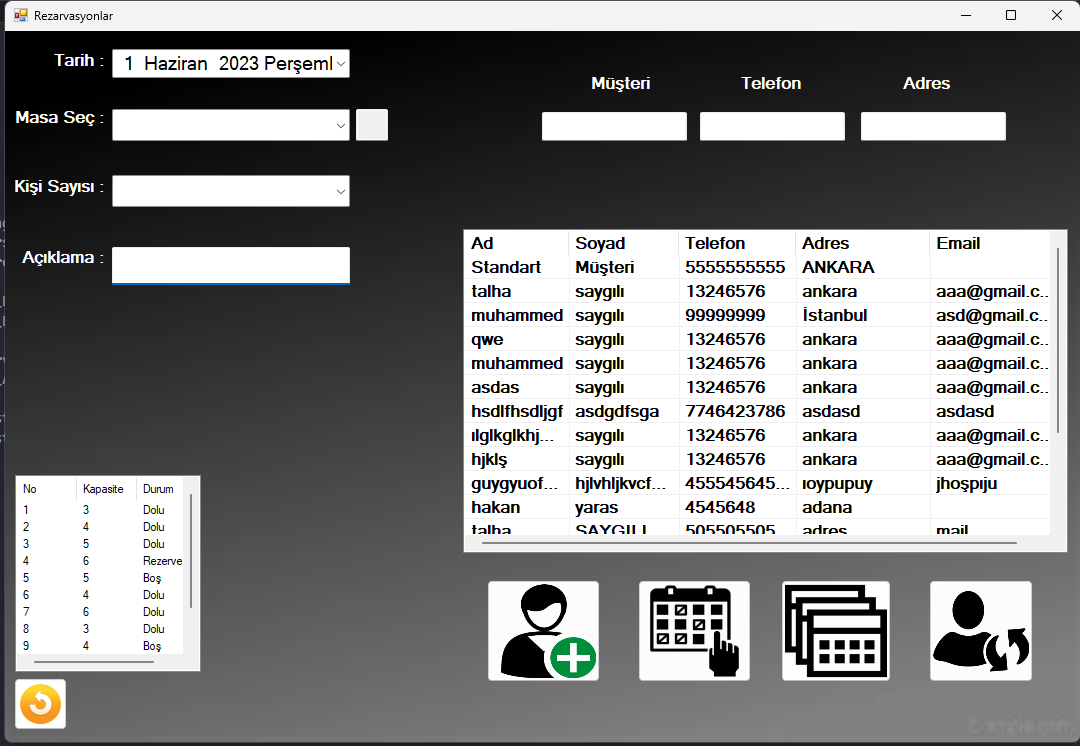 Rezarvasyonlar
Tarih :
1 Haziran 2023 Perşeml
Masa Seç :
Kişi Sayısı :
Açıklama :
Müşteri Telefon Adres
Ad Soyad Telefon Adres Email
Standart Müşteri 5555555555 ANKARA
talha saygılı 13246576 ankara aaa@gmail.c...
muhammed saygılı 99999999 İstanbul asd@gmail.c...
qwe saygılı 13246576 ankara aaa@gmail.c...
muhammed saygılı 13246576 ankara aaa@gmail.c...
asdas saygılı 13246576 ankara aaa@gmail.c...
hsdlfhsdljgf asdgdfsga 7746423786 asdasd asdasd
ılglkglkhj... saygılı 13246576 ankara aaa@gmail.c...
hjklş saygılı 13246576 ankara aaa@gmail.c...
guygyuof... hjlvhljkvcf... 455545645... ıoypupuy jhoşpıju
hakan yaras 4545648 adana
talha SAYGILI 505505505 adres mail
No Kapasite Durum
1 3 Dolu
2 4 Dolu
3 5 Dolu
4 6 Rezerve
5 5 Boş
6 4 Dolu
7 6 Dolu
8 3 Dolu
9 4 Boş